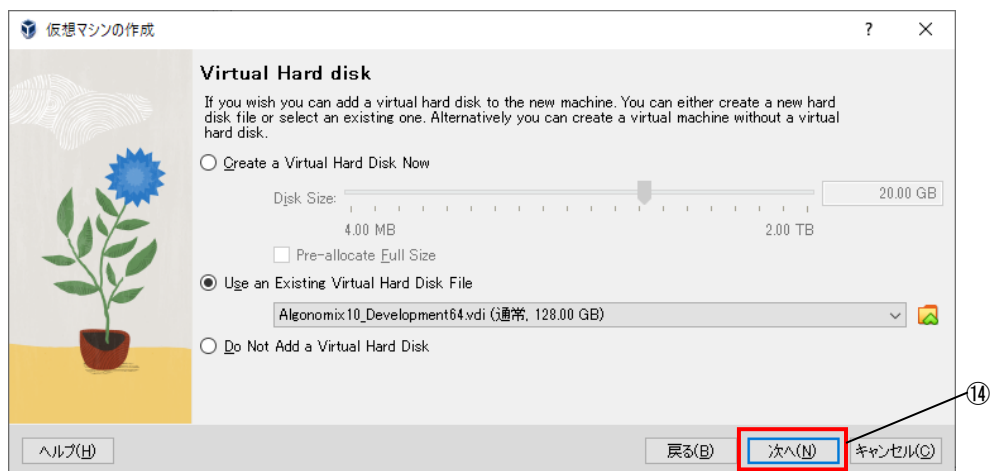 仮想マシンの作成
?
Virtual Hard disk
If you wish you can add a virtual hard disk to the new machine. You can either create a new hard
disk file or select an existing one. Alternatively you can create a virtual machine without a virtual
hard disk.
Create a Virtual Hard Disk Now
Disk Size:
20.00 GB
4.00 MB
2.00 TB
Pre-allocate Full Size
Use an Existing Virtual Hard Disk File
Algonomix10_Development64.vdi (通常, 128.00 GB)
Do Not Add a Virtual Hard Disk
⑭
ヘルプ(H)
戻る(B)
次へ(N)
キャンセル(C)